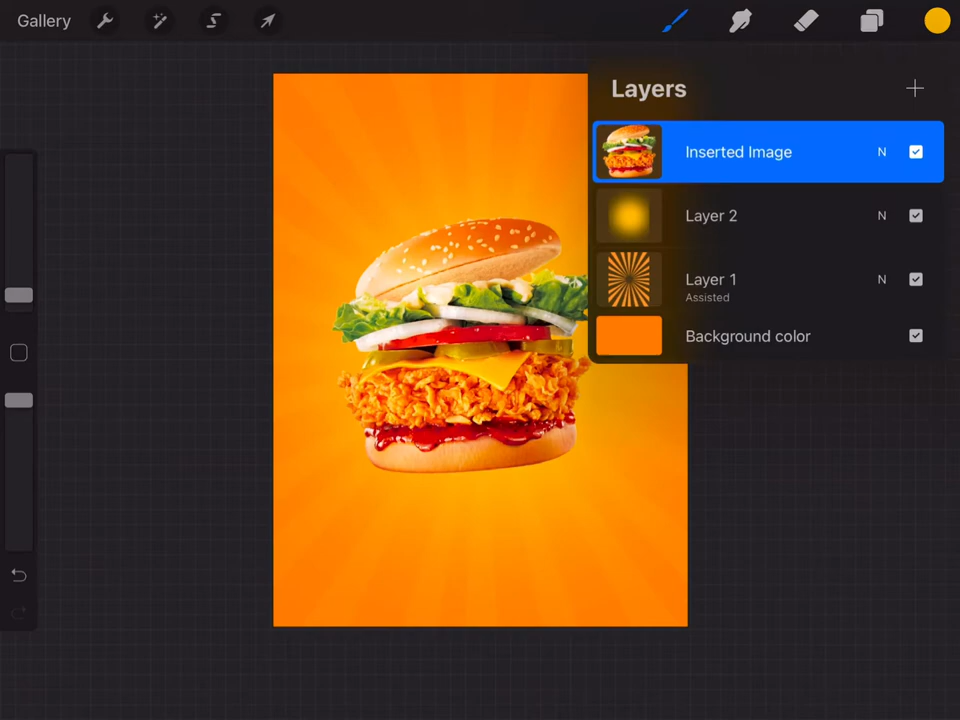 Gallery
Layers
Inserted Image N
Layer 2 N
Layer 1 N
Assisted
Background color